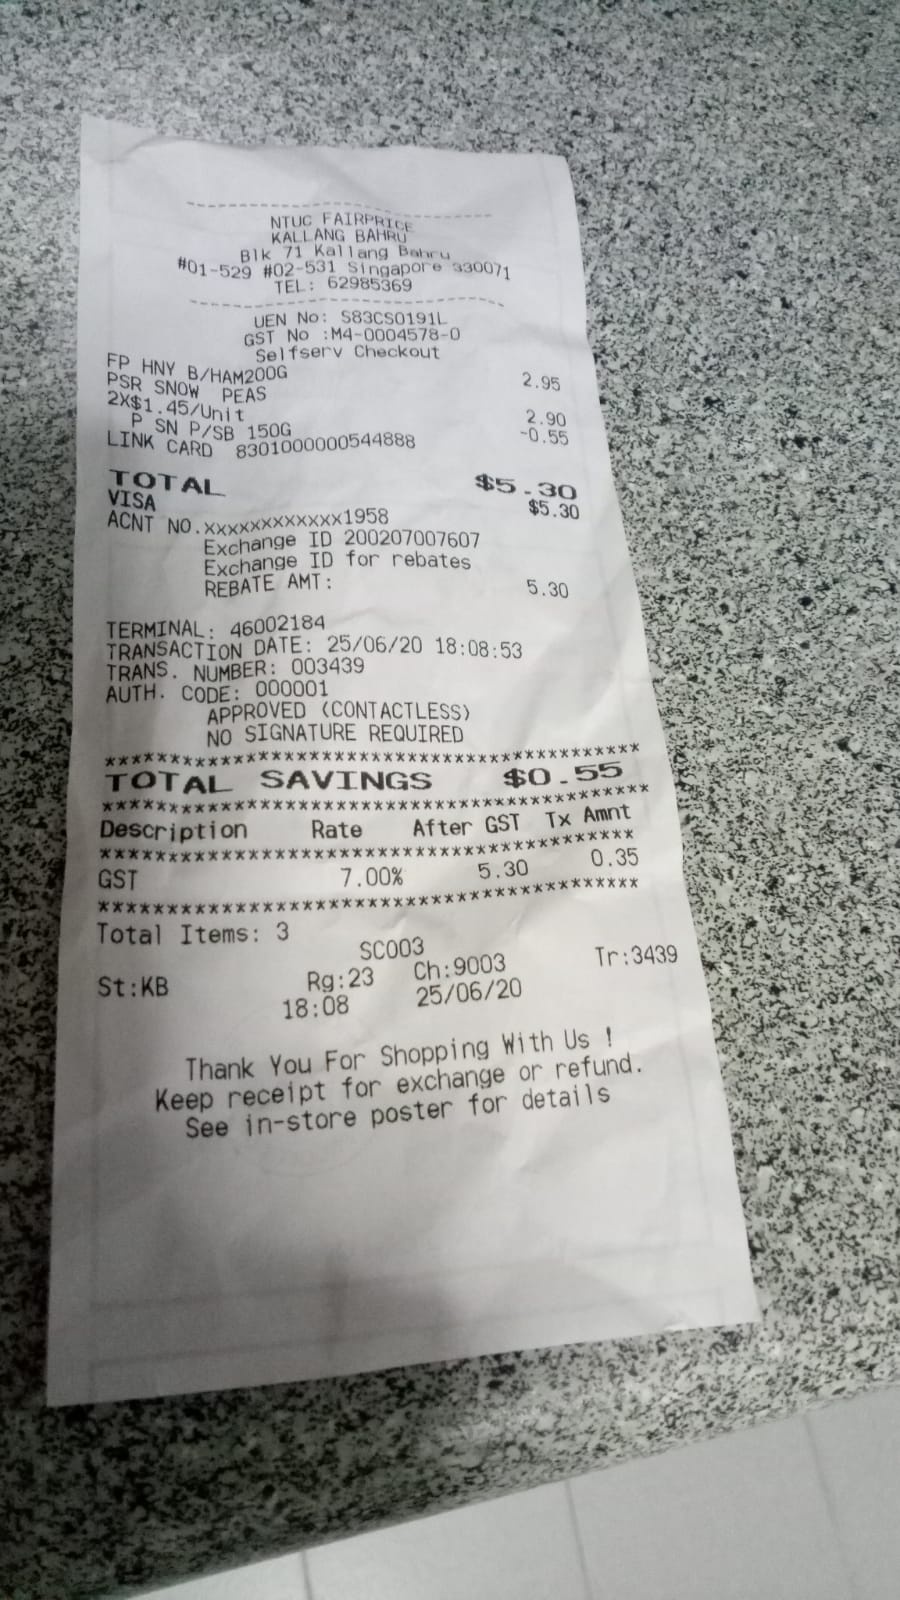 NTUC FAIRPRICE
KALLANG BAHRU
Blk 71 Kallang Bahru
#01-529 #02-531 Singapore 330071
TEL: 62985369
UEN No: S83CS0191L
GST No :M4-0004578-0
Selfserv Checkout
FP HNY B/HAM200G 2.95
PSR SNOW PEAS
2X$1.45/Unit 2.90
P SN P/SB 150G -0.55
LINK CARD 8301000000544888
TOTAL $5.30
VISA $5.30
ACNT NO.xxxxxxxxxxxx1958
Exchange ID 200207007607
Exchange ID for rebates
REBATE AMT: 5.30
TERMINAL: 46002184
TRANSACTION DATE: 25/06/20 18:08:53
TRANS. NUMBER: 003439
AUTH. CODE: 000001
APPROVED (CONTACTLESS)
NO SIGNATURE REQUIRED
****************************************
TOTAL SAVINGS $0.55
****************************************
Description Rate After GST Tx Amnt
****************************************
GST 7.00% 5.30 0.35
****************************************
Total Items: 3
SC003
St:KB Rg:23 Ch:9003 Tr:3439
18:08 25/06/20
Thank You For Shopping With Us !
Keep receipt for exchange or refund.
See in-store poster for details